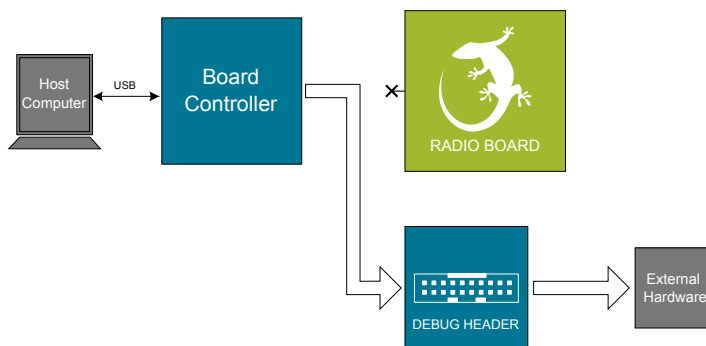 Host
Computer
USB
Board
Controller
RADIO BOARD
DEBUG HEADER
External
Hardware